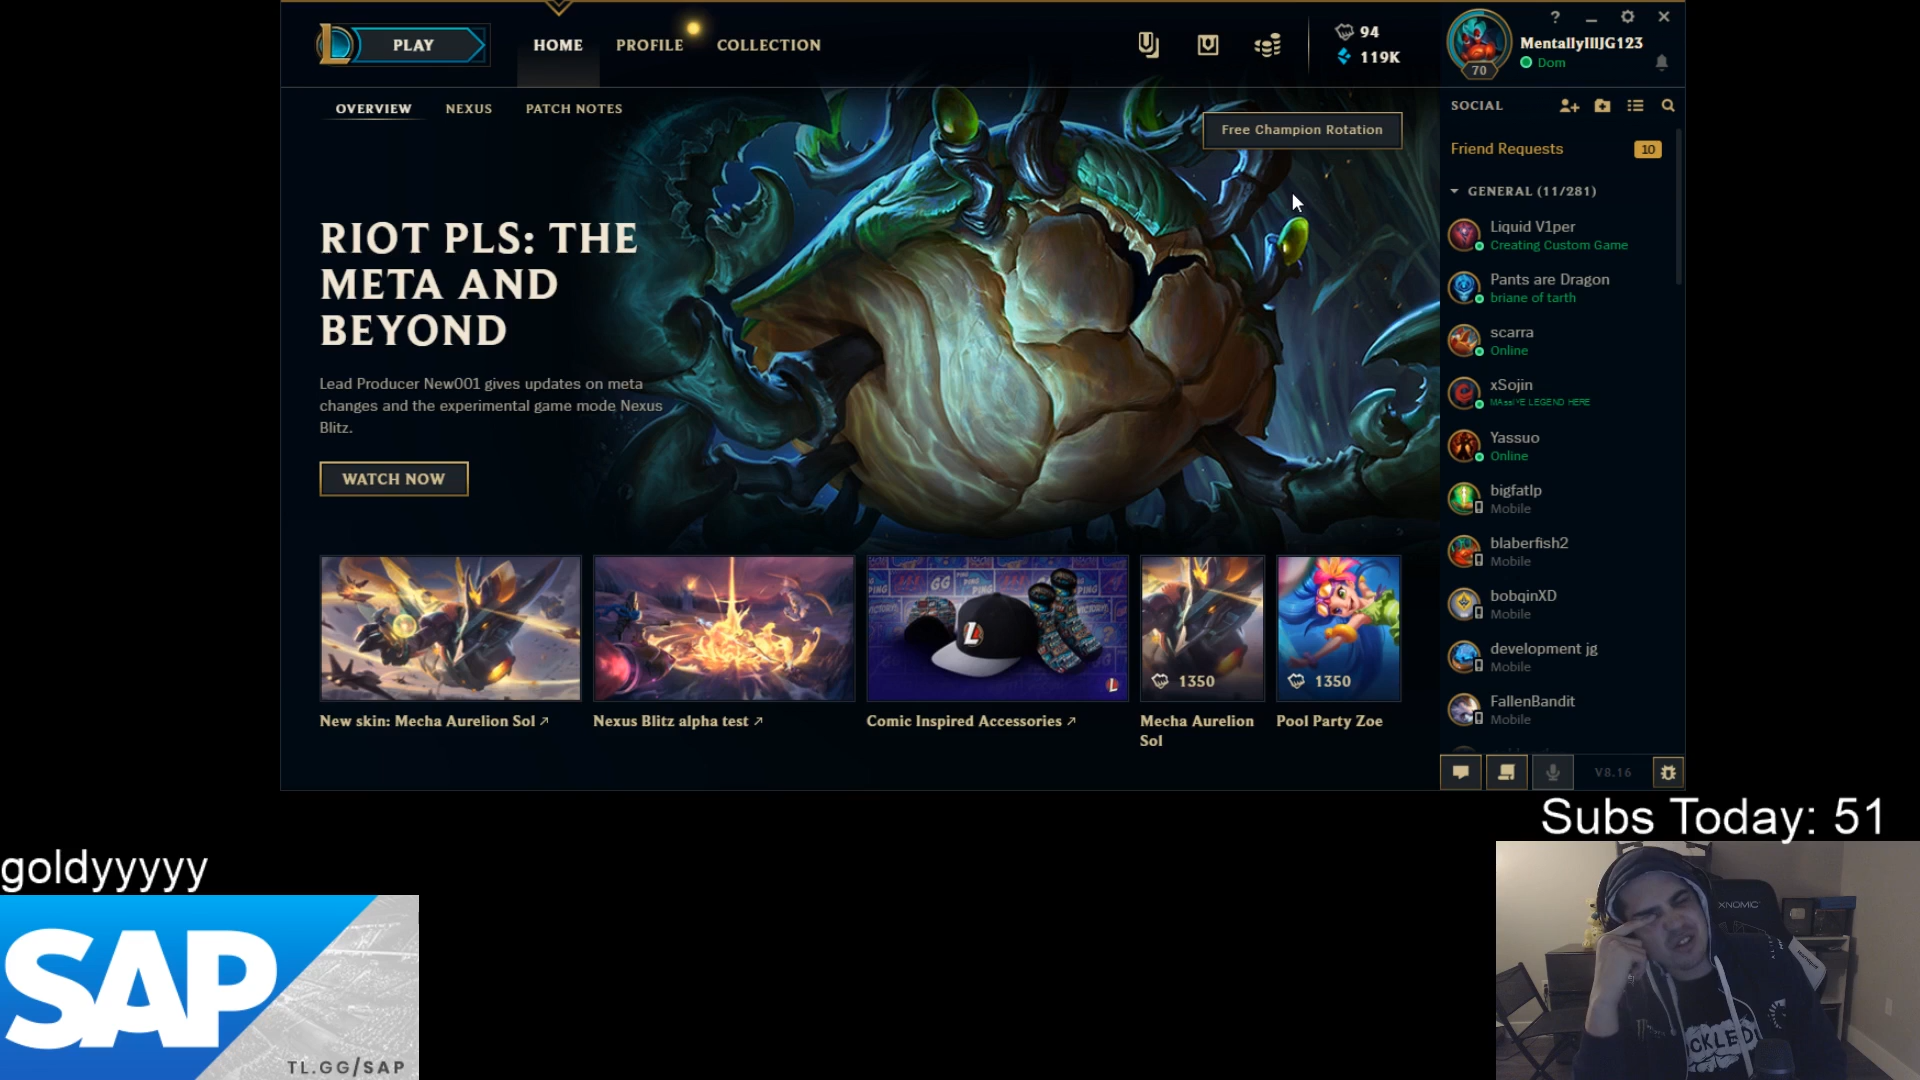 PLAY
HOME
PROFILE
COLLECTION
94
119K
?
MentallyIllJG123
70
Dom
OVERVIEW
NEXUS
PATCH NOTES
Free Champion Rotation
RIOT PLS: THE
META AND
BEYOND
Lead Producer New001 gives updates on meta
changes and the experimental game mode Nexus
Blitz.
WATCH NOW
New skin: Mecha Aurelion Sol
Nexus Blitz alpha test
GG
Comic Inspired Accessories
1350
Mecha Aurelion
Sol
1350
Pool Party Zoe
SOCIAL
Friend Requests
10
GENERAL (11/281)
Liquid V1per
Creating Custom Game
Pants are Dragon
briane of tarth
scarra
Online
xSojin
MAssIVE LEGEND HERE
Yassuo
Online
bigfatlp
Mobile
blaberfish2
Mobile
bobqinXD
Mobile
development jg
Mobile
FallenBandit
Mobile
V8.16
Subs Today: 51
goldyyyyy
SAP
TL.GG/SAP
XNOMIC